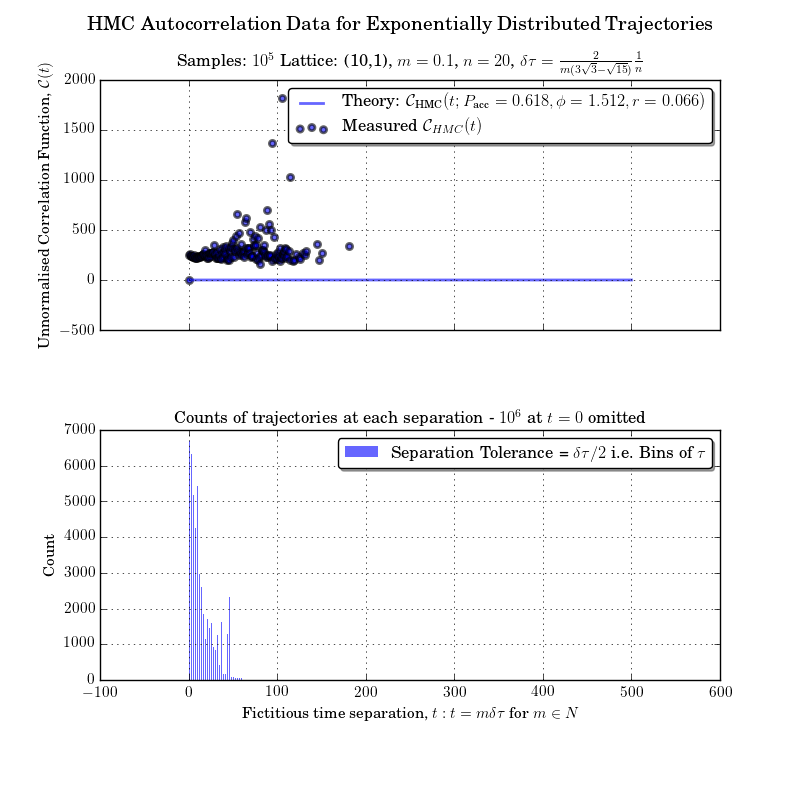 HMC Autocorrelation Data for Exponentially Distributed Trajectories
Samples: 10^5 Lattice: (10,1), m = 0.1, n = 20, δτ = 2/(m(3√3−√15)) 1/n
Unnormalised Correlation Function, 𝒞(t)
2000
1500
1000
500
0
−500
Theory: 𝒞_HMC(t; P_acc = 0.618, ϕ = 1.512, r = 0.066)
Measured 𝒞_HMC(t)
Counts of trajectories at each separation - 10^6 at t = 0 omitted
Count
7000
6000
5000
4000
3000
2000
1000
0
Separation Tolerance = δτ/2 i.e. Bins of τ
−100 0 100 200 300 400 500 600
Fictitious time separation, t : t = mδτ for m ∈ N